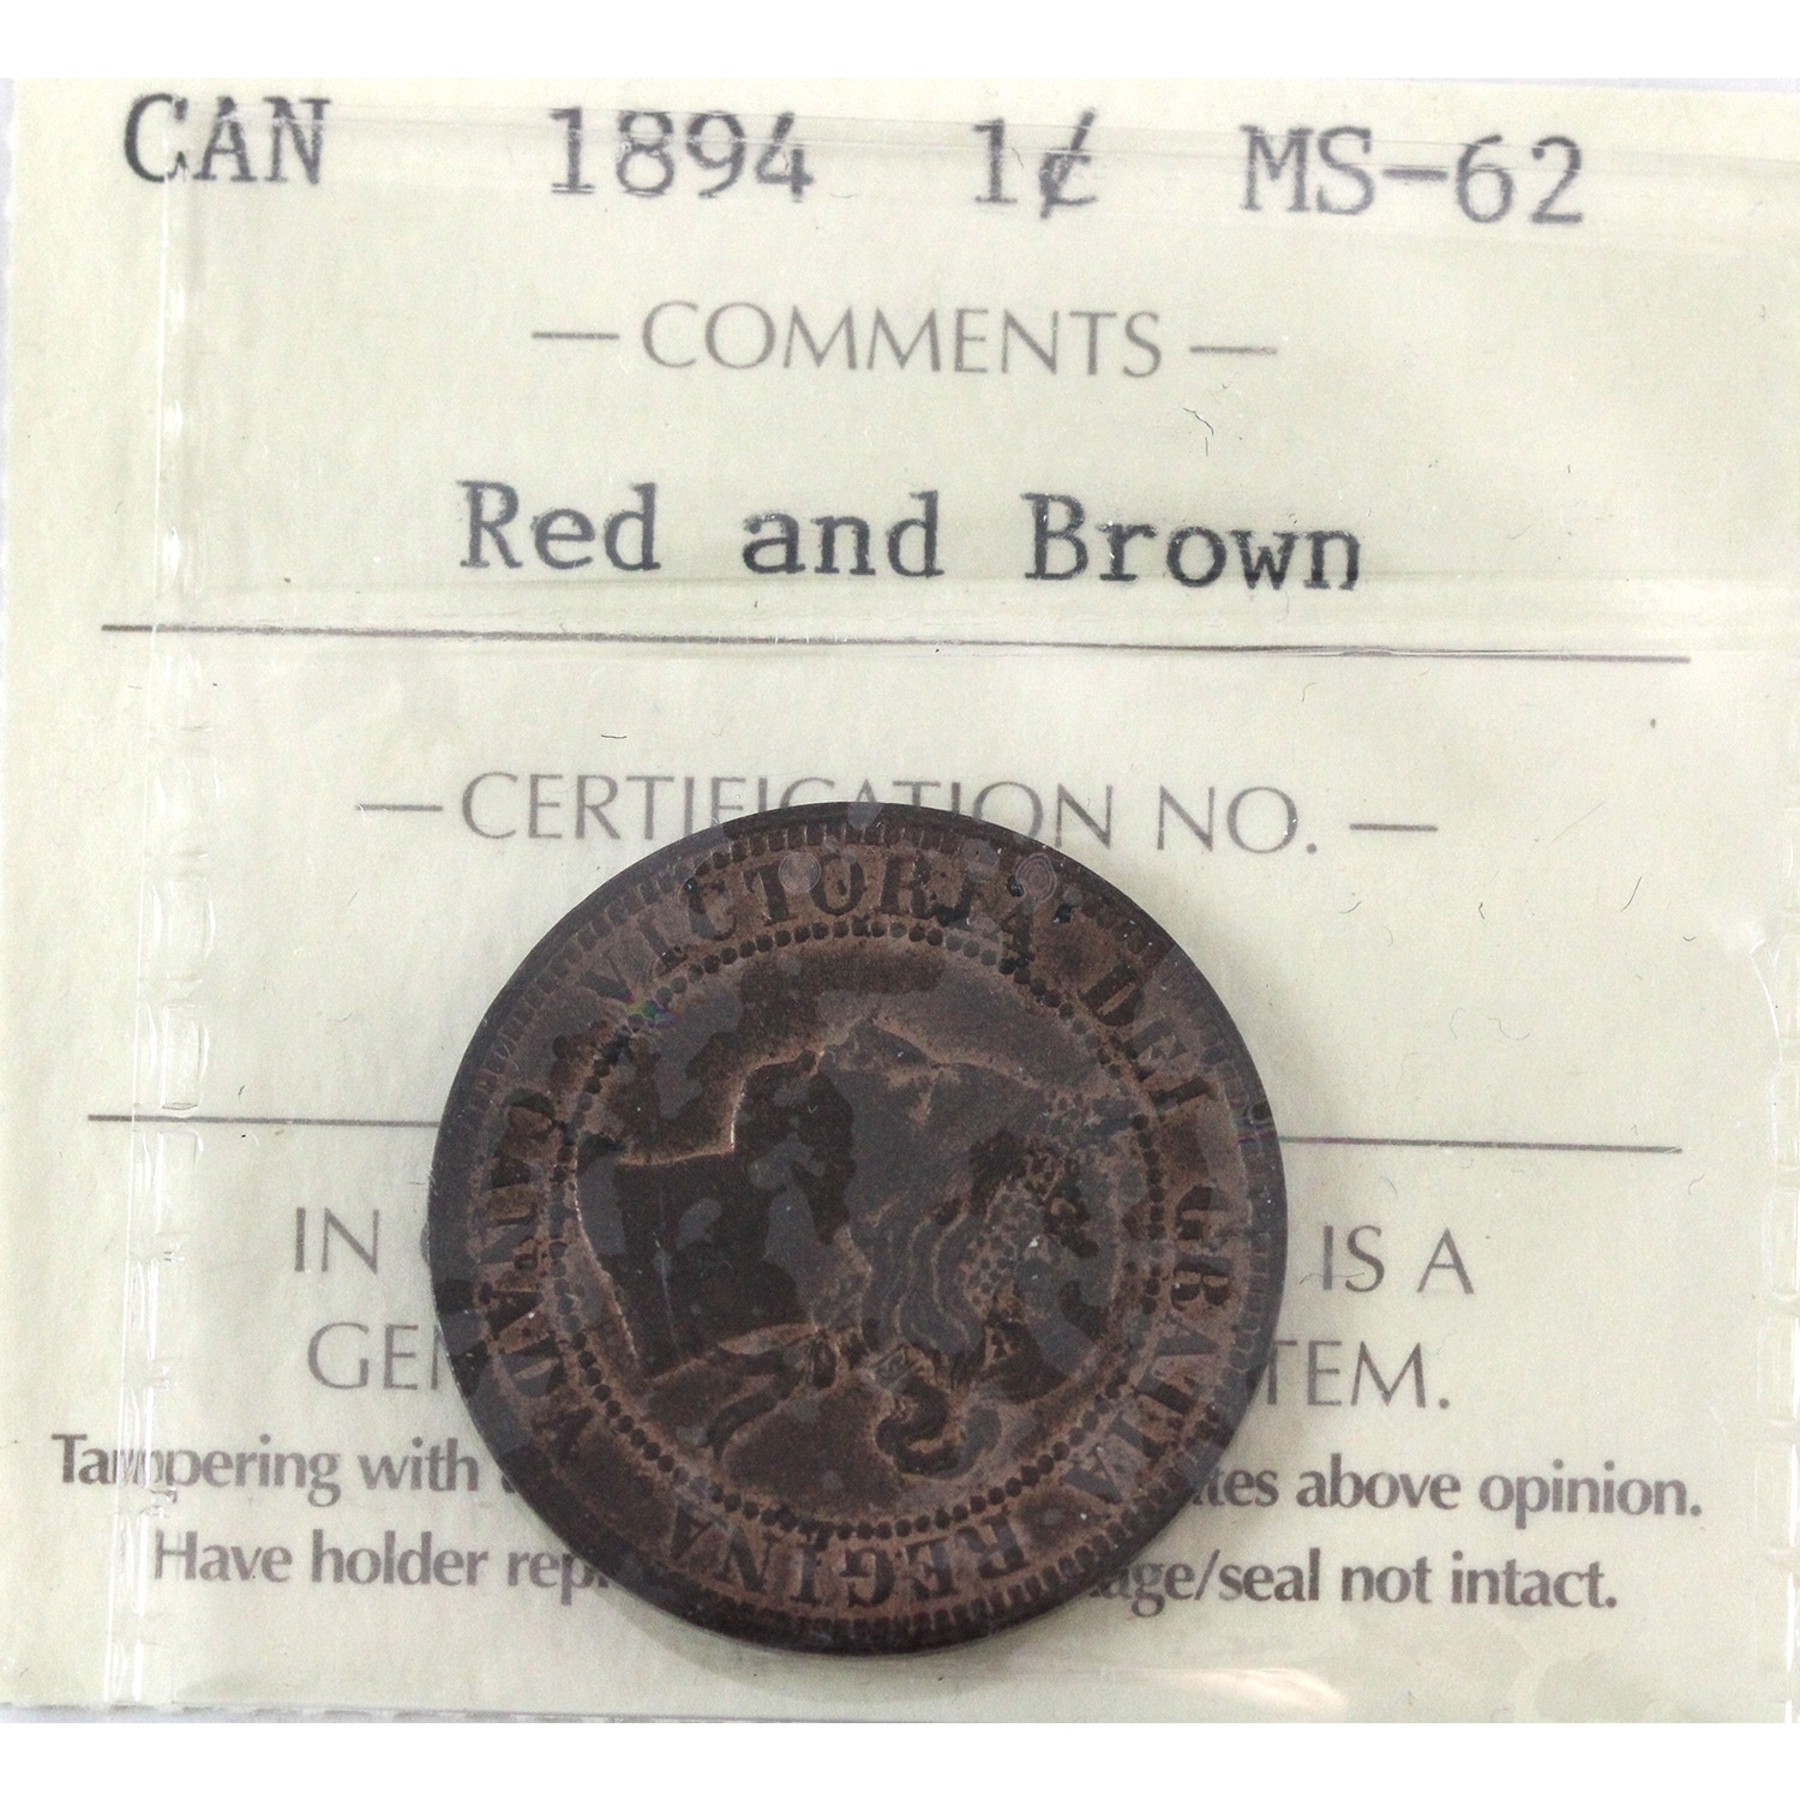 CAN 1894 1¢ MS-62
— COMMENTS —
Red and Brown
— CERTIFICATION NO. —
IN IS A
GEN TEM.
Tampering with tes above opinion.
Have holder rep age/seal not intact.
VICTORIA DEI GRATIA REGINA. CANADA